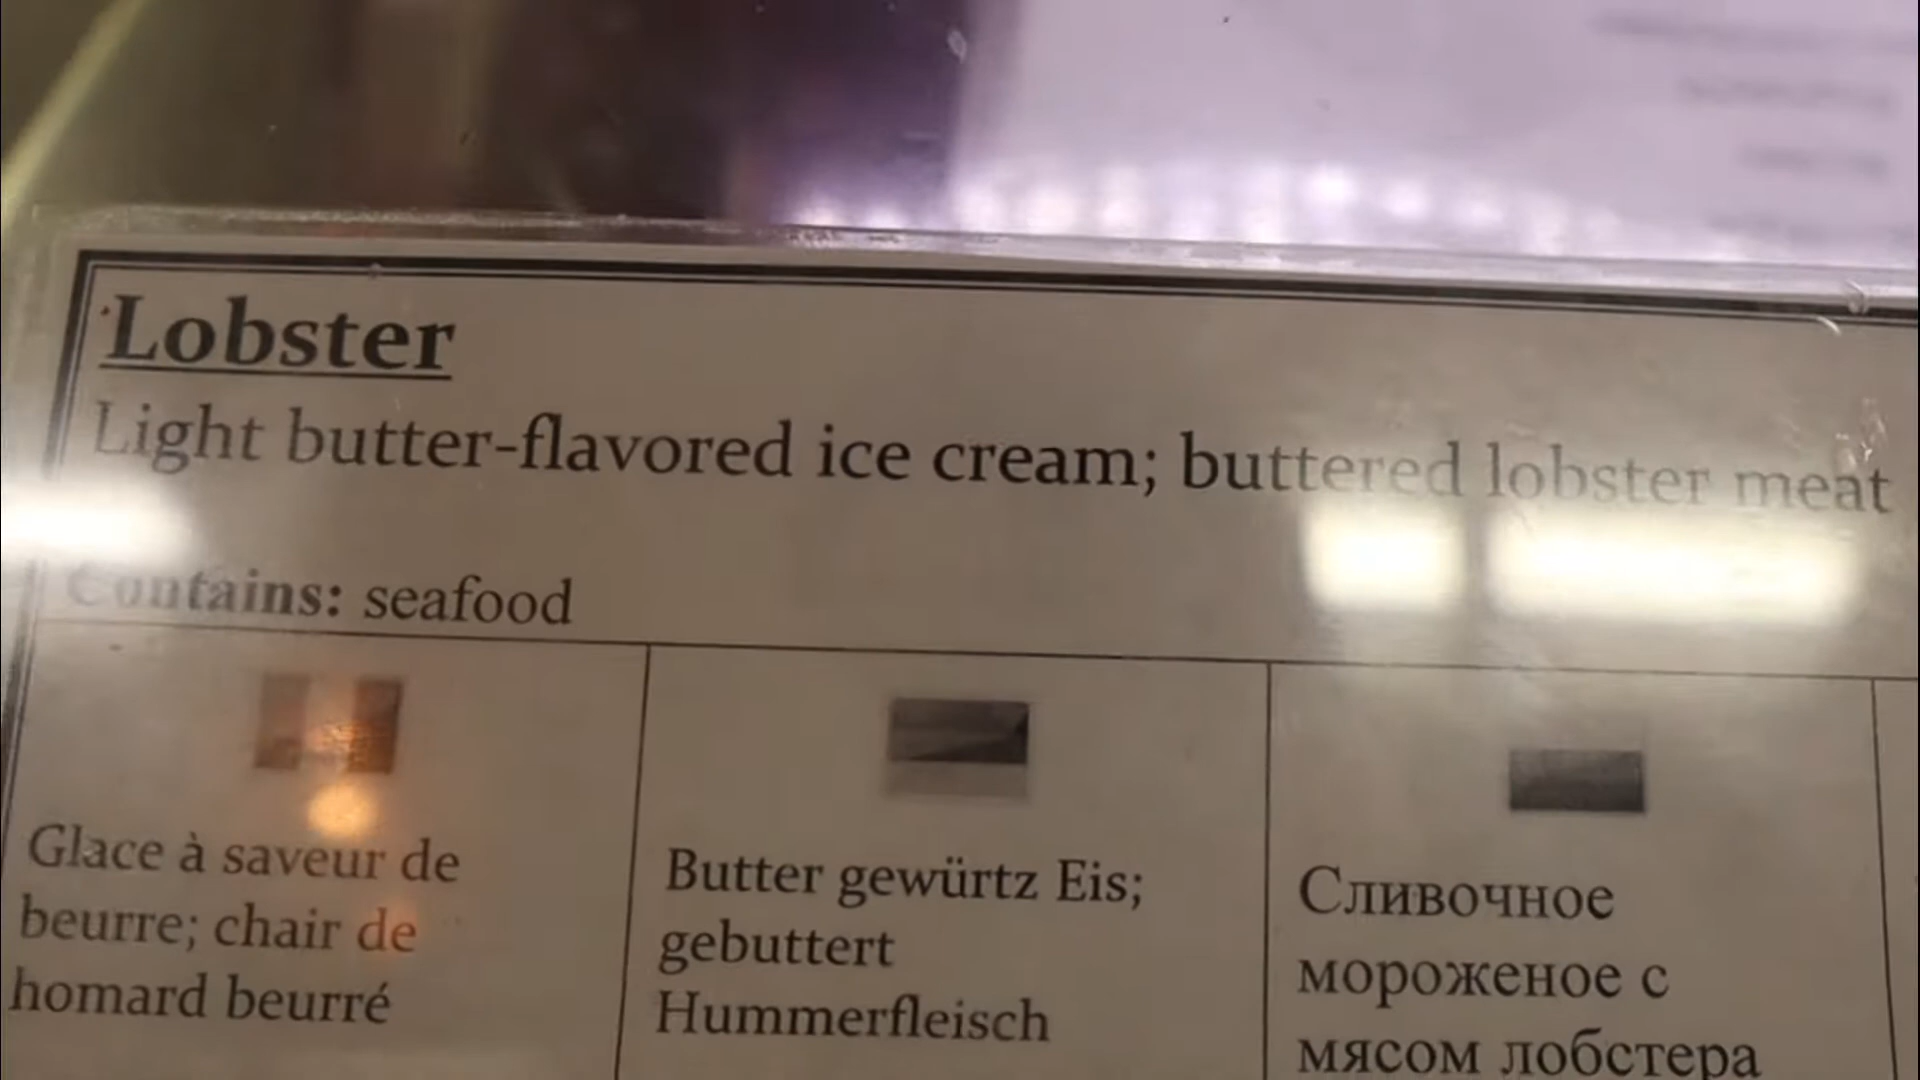 Lobster
Light butter-flavored ice cream; buttered lobster meat
Contains: seafood
Glace à saveur de
beurre; chair de
homard beurré
Butter gewürtz Eis;
gebuttert
Hummerfleisch
Сливочное
мороженое с
мясом лобстера